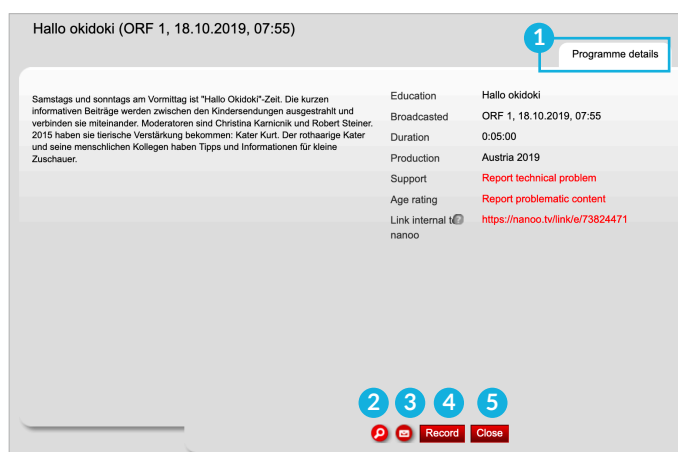 Hallo okidoki (ORF 1, 18.10.2019, 07:55)
1
Programme details
Samstags und sonntags am Vormittag ist "Hallo Okidoki"-Zeit. Die kurzen
informativen Beiträge werden zwischen den Kindersendungen ausgestrahlt und
verbinden sie miteinander. Moderatoren sind Christina Karnicnik und Robert Steiner.
2015 haben sie tierische Verstärkung bekommen: Kater Kurt. Der rothaarige Kater
und seine menschlichen Kollegen haben Tipps und Informationen für kleine
Zuschauer.
Education Hallo okidoki
Broadcasted ORF 1, 18.10.2019, 07:55
Duration 0:05:00
Production Austria 2019
Support Report technical problem
Age rating Report problematic content
Link internal to https://nanoo.tv/link/e/73824471
nanoo
2 3 4 5
Record Close